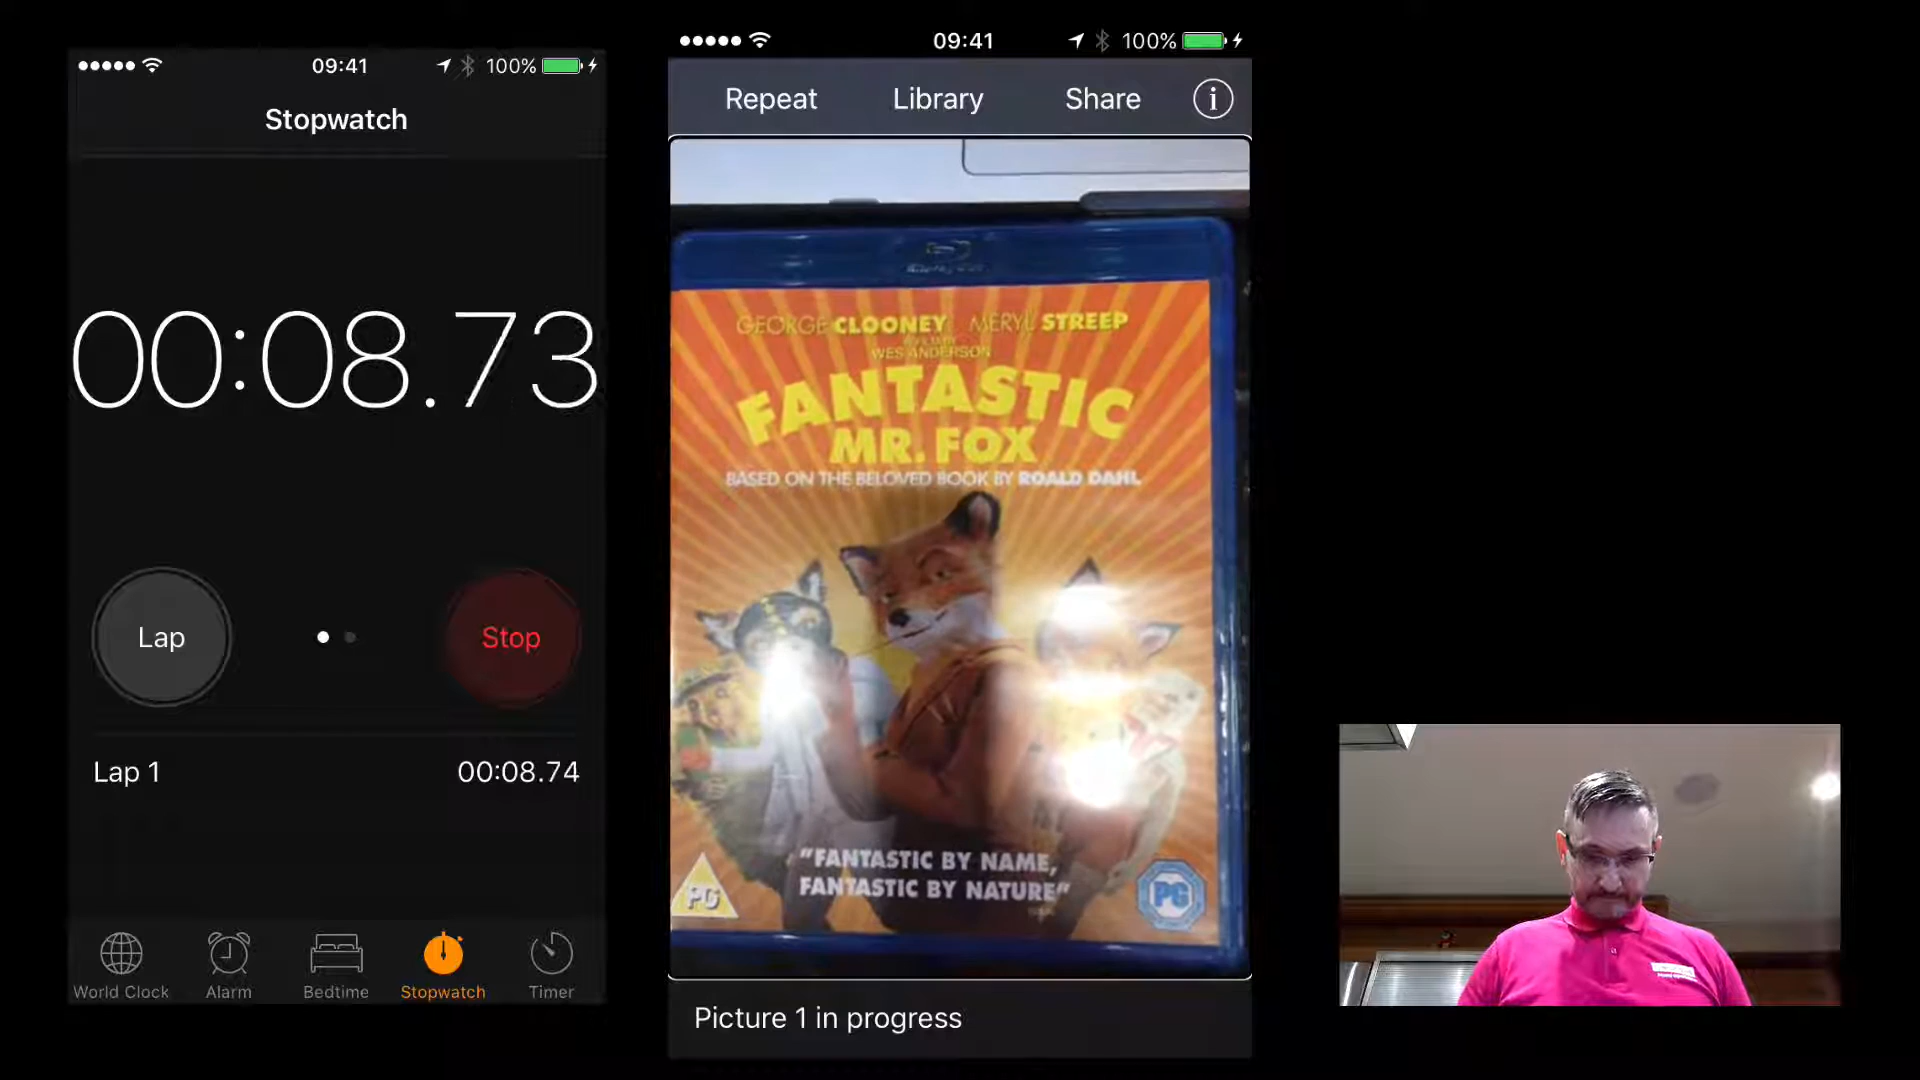 09:41
100%
Stopwatch
00:08.73
Lap
Stop
Lap 1
00:08.74
World Clock
Alarm
Bedtime
Stopwatch
Timer
09:41
100%
Repeat
Library
Share
GEORGE CLOONEY MERYL STREEP
WES ANDERSON
FANTASTIC
MR. FOX
BASED ON THE BELOVED BOOK BY ROALD DAHL
"FANTASTIC BY NAME,
FANTASTIC BY NATURE"
PG
PG
Picture 1 in progress